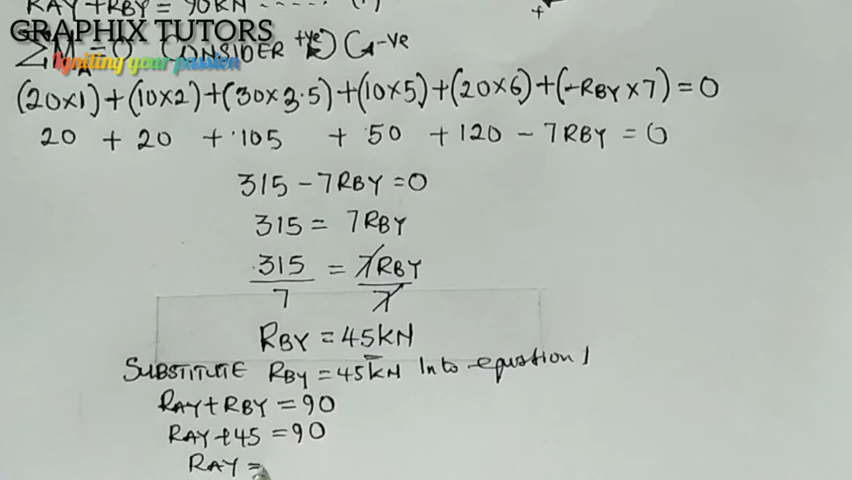 RAY + RBY = 90KN ------ (1)
GRAPHIX TUTORS
Igniting your passion
ΣMA = 0 CONSIDER +ve -ve
(20×1)+(10×2)+(30×3.5)+(10×5)+(20×6)+(-RBY×7)=0
20 + 20 + 105 + 50 + 120 - 7RBY = 0
315 - 7RBY = 0
315 = 7RBY
315/7 = 7RBY/7
RBY = 45KN
SUBSTITUTE RBY = 45KN Into equation 1
RAY + RBY = 90
RAY + 45 = 90
RAY =